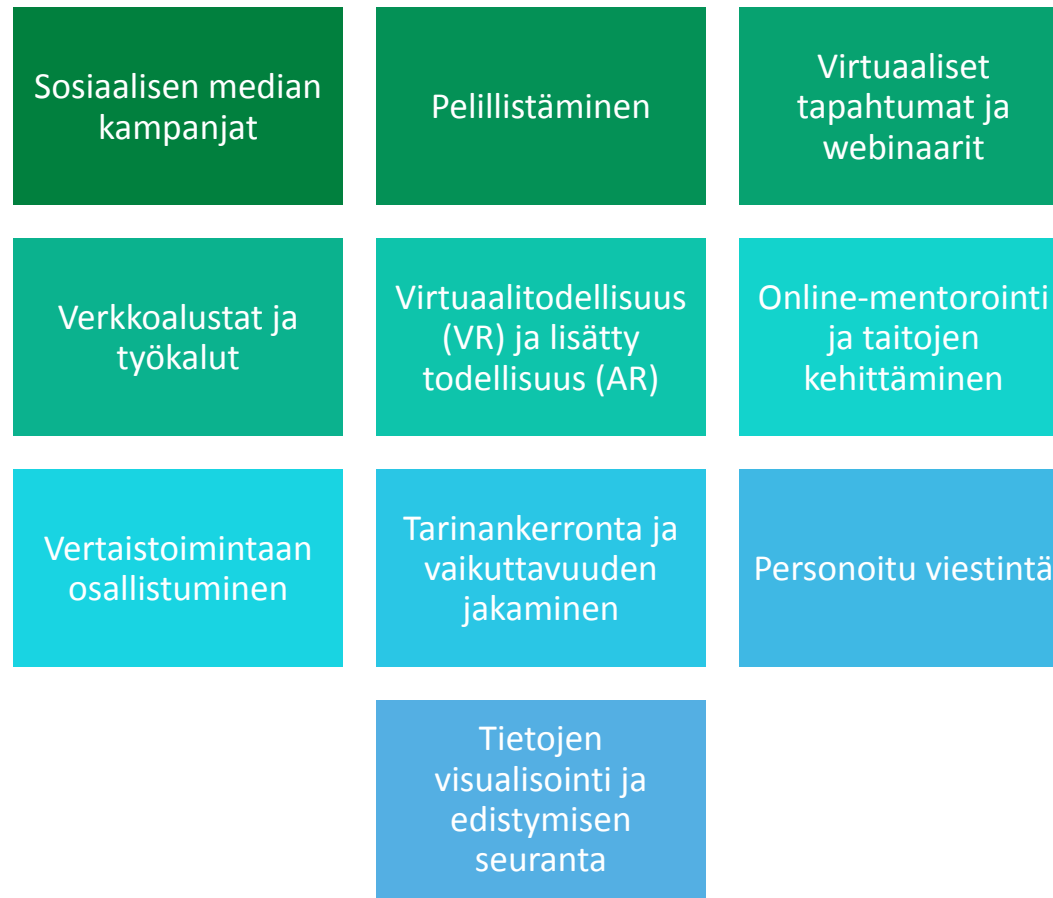 Sosiaalisen median
kampanjat
Pelillistäminen
Virtuaaliset
tapahtumat ja
webinaarit
Verkkoalustat ja
työkalut
Virtuaalitodellisuus
(VR) ja lisätty
todellisuus (AR)
Online-mentorointi
ja taitojen
kehittäminen
Vertaistoimintaan
osallistuminen
Tarinankerronta ja
vaikuttavuuden
jakaminen
Personoitu viestintä
Tietojen
visualisointi ja
edistymisen
seuranta